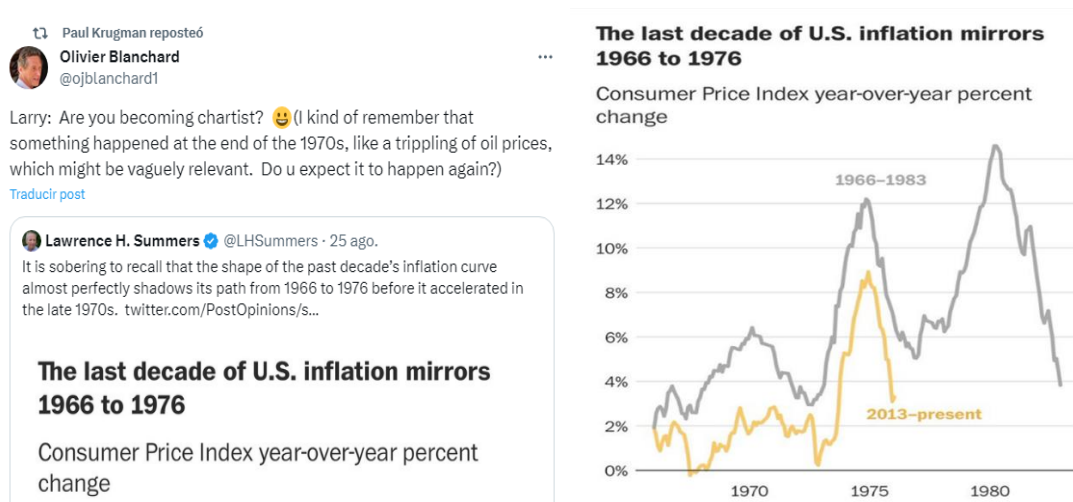 Paul Krugman reposteó
Olivier Blanchard
@ojblanchard1
Larry: Are you becoming chartist? 😀(I kind of remember that
something happened at the end of the 1970s, like a trippling of oil prices,
which might be vaguely relevant. Do u expect it to happen again?)
Traducir post
Lawrence H. Summers @LHSummers · 25 ago.
It is sobering to recall that the shape of the past decade's inflation curve
almost perfectly shadows its path from 1966 to 1976 before it accelerated in
the late 1970s. twitter.com/PostOpinions/s...
The last decade of U.S. inflation mirrors
1966 to 1976
Consumer Price Index year-over-year percent
change
The last decade of U.S. inflation mirrors
1966 to 1976
Consumer Price Index year-over-year percent
change
14%
1966–1983
12%
10%
8%
6%
4%
2013–present
2%
0%
1970 1975 1980